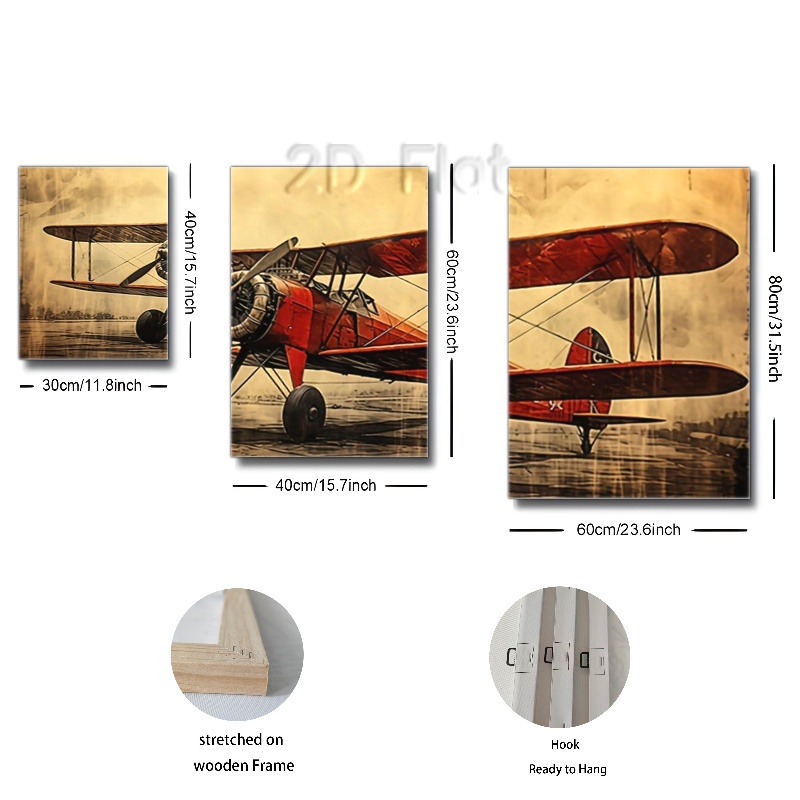 2D Flat
40cm/15.7inch
30cm/11.8inch
60cm/23.6inch
40cm/15.7inch
80cm/31.5inch
60cm/23.6inch
stretched on
wooden Frame
Hook
Ready to Hang